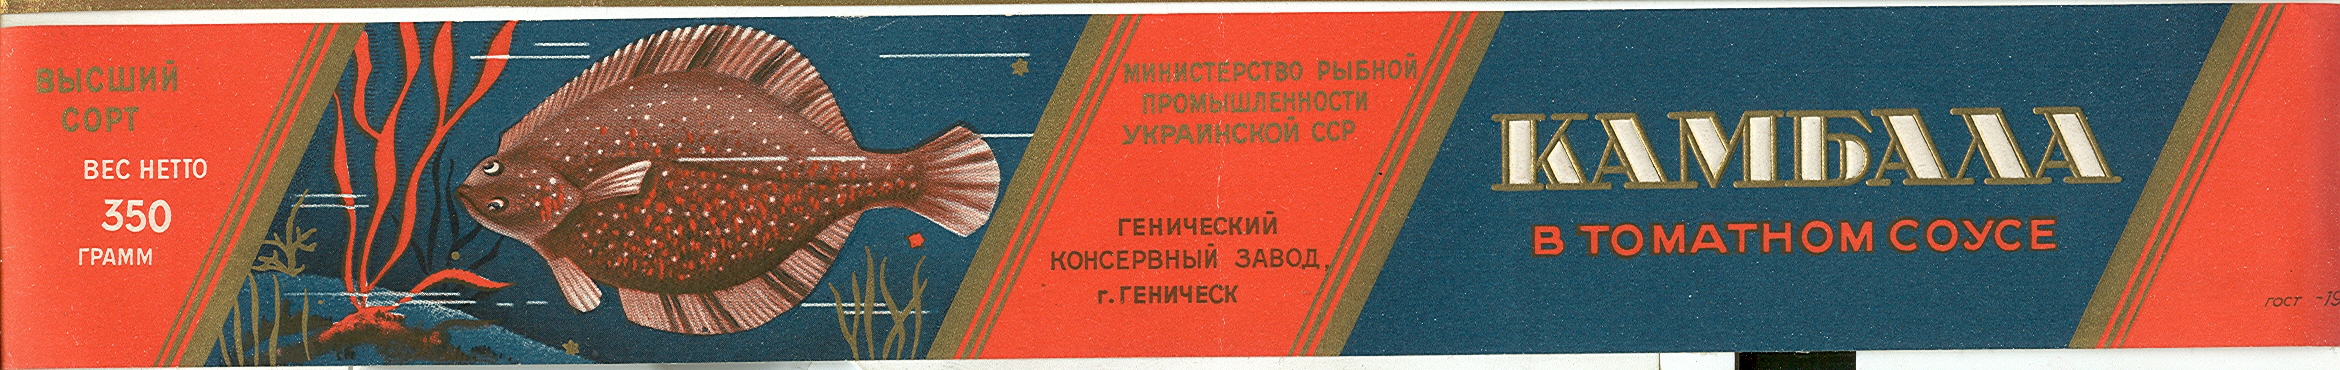 ВЫСШИЙ
СОРТ
ВЕС НЕТТО
350
ГРАММ
МИНИСТЕРСТВО РЫБНОЙ
ПРОМЫШЛЕННОСТИ
УКРАИНСКОЙ ССР
ГЕНИЧЕСКИЙ
КОНСЕРВНЫЙ ЗАВОД,
г. ГЕНИЧЕСК
КАМБАЛА
В ТОМАТНОМ СОУСЕ
ГОСТ